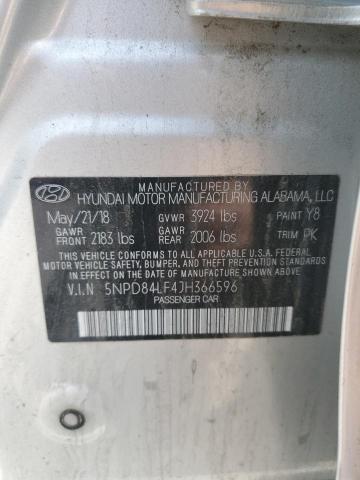 MANUFACTURED BY
HYUNDAI MOTOR MANUFACTURING ALABAMA, LLC
May/21/18 GVWR 3924 lbs PAINT Y8
GAWR FRONT 2183 lbs GAWR REAR 2006 lbs TRIM PK
THIS VEHICLE CONFORMS TO ALL APPLICABLE U.S.A FEDERAL
MOTOR VEHICLE SAFETY, BUMPER, AND THEFT PREVENTION STANDARDS
IN EFFECT ON THE DATE OF MANUFACTURE SHOWN ABOVE.
V.I.N 5NPD84LF4JH366596
PASSENGER CAR